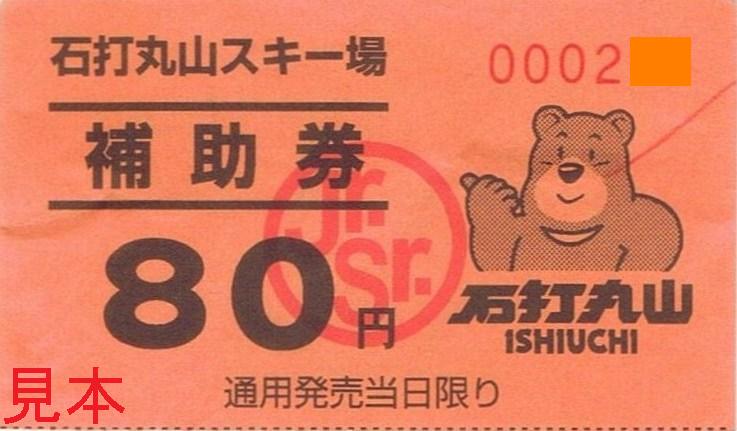 石打丸山スキー場
0002
補助券
Jr.
Sr.
80円
石打丸山
ISHIUCHI
通用発売当日限り
見本